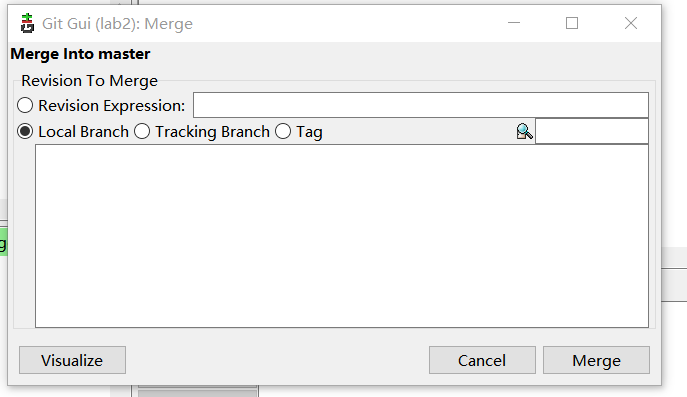 Git Gui (lab2): Merge
Merge Into master
Revision To Merge
Revision Expression:
Local Branch Tracking Branch Tag
g
Visualize Cancel Merge